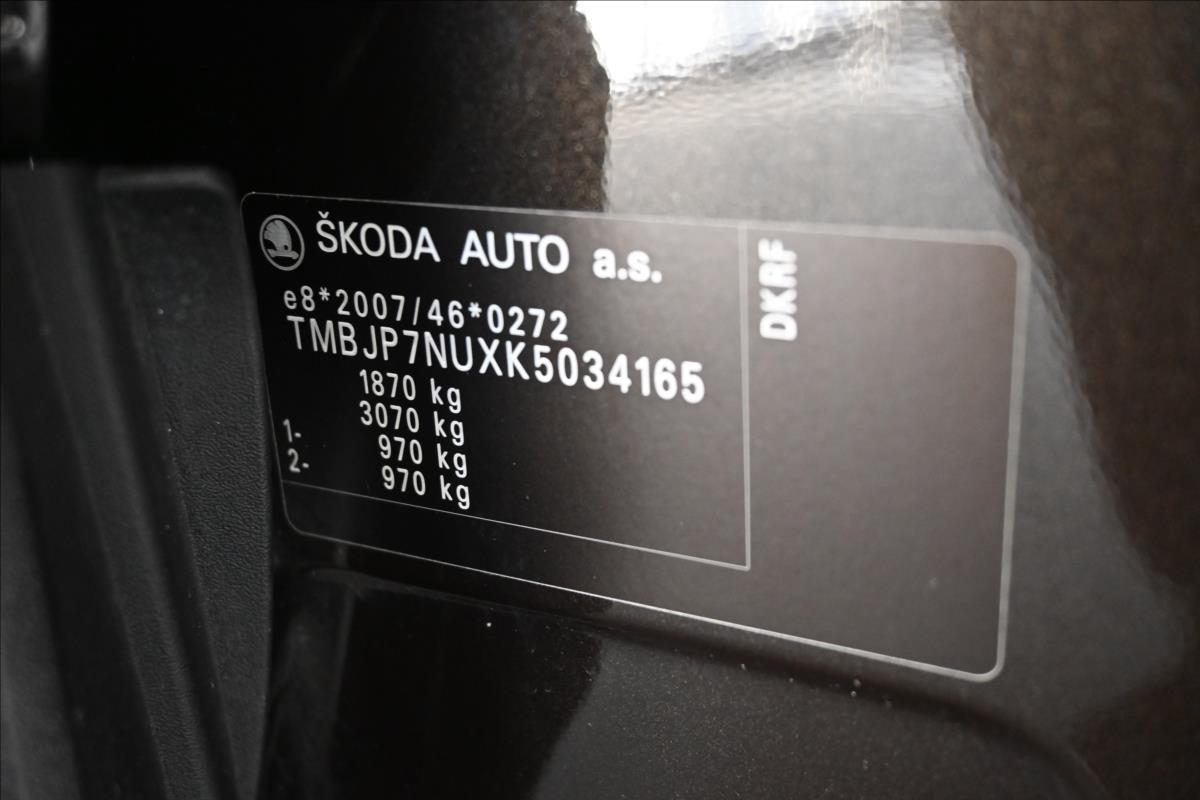 ŠKODA AUTO a.s.
e8*2007/46*0272
TMBJP7NUXK5034165
1870 kg
3070 kg
1- 970 kg
2- 970 kg
DKRF